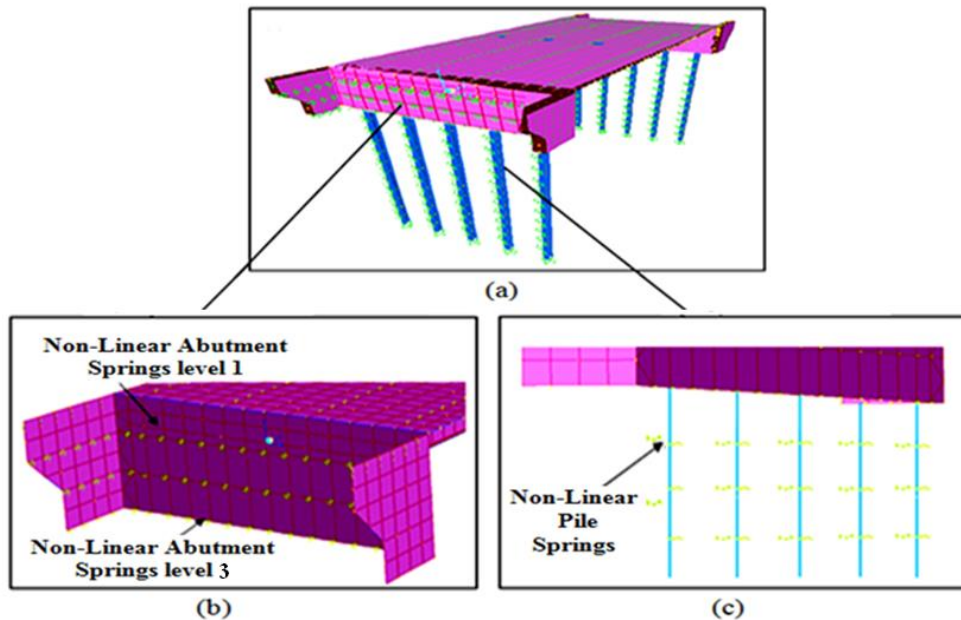 (a)
Non-Linear Abutment
Springs level 1
Non-Linear Abutment
Springs level 3
(b)
Non-Linear
Pile
Springs
(c)